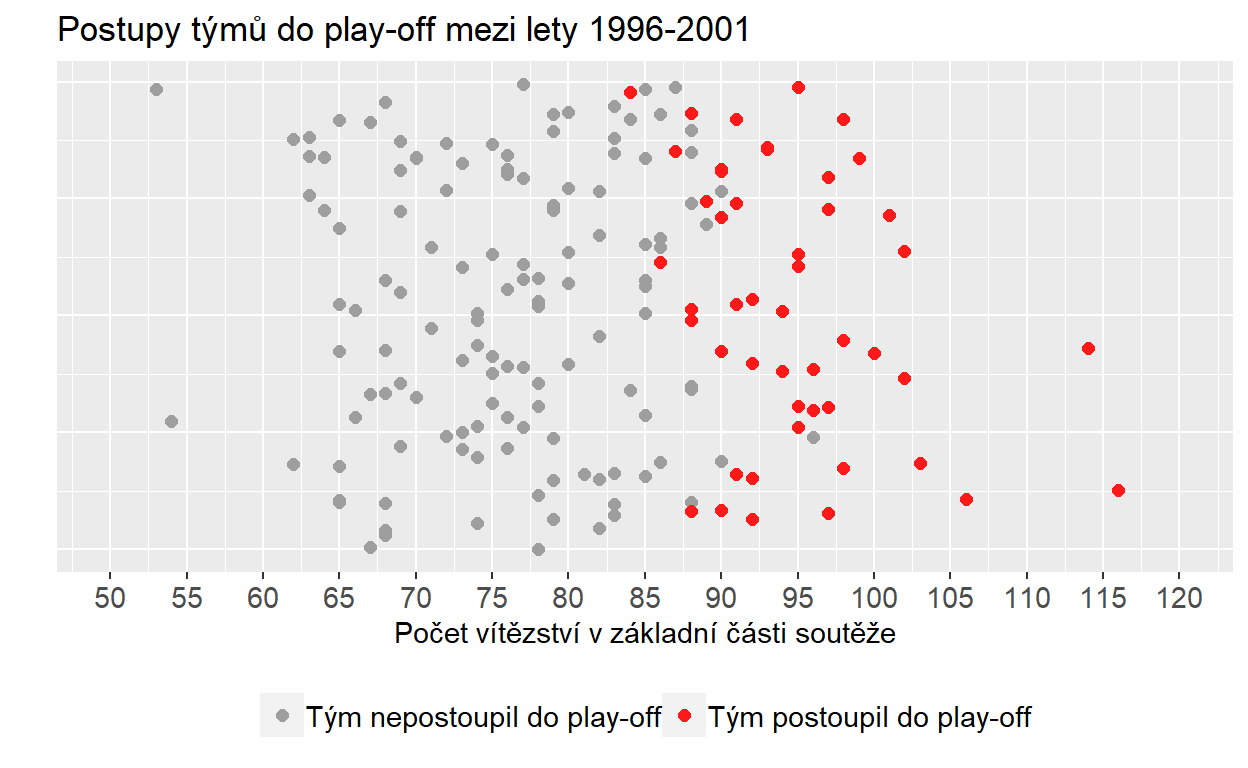 Postupy týmů do play-off mezi lety 1996-2001
50 55 60 65 70 75 80 85 90 95 100 105 110 115 120
Počet vítězství v základní části soutěže
Tým nepostoupil do play-off Tým postoupil do play-off